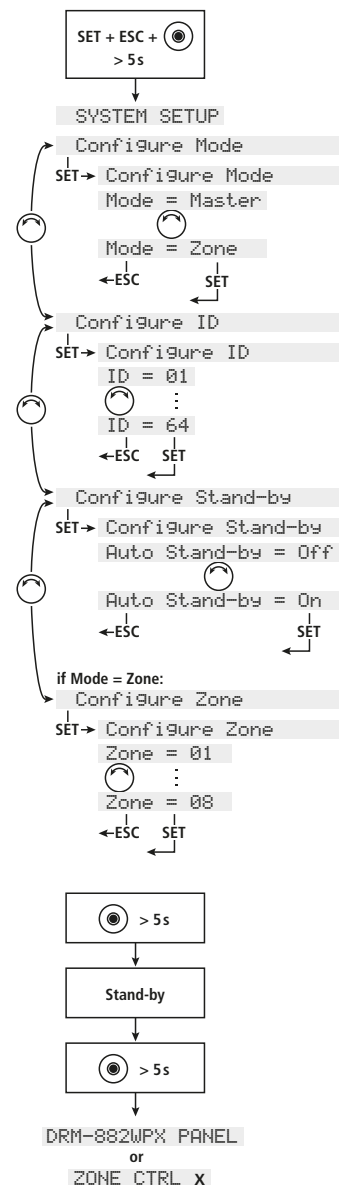 SET + ESC +
> 5s
SYSTEM SETUP
Configure Mode
SET Configure Mode
Mode = Master
Mode = Zone
ESC SET
Configure ID
SET Configure ID
ID = 01
ID = 64
ESC SET
Configure Stand-by
SET Configure Stand-by
Auto Stand-by = Off
Auto Stand-by = On
ESC SET
if Mode = Zone:
Configure Zone
SET Configure Zone
Zone = 01
Zone = 08
ESC SET
> 5s
Stand-by
> 5s
DRM-882WPX PANEL
or
ZONE CTRL X